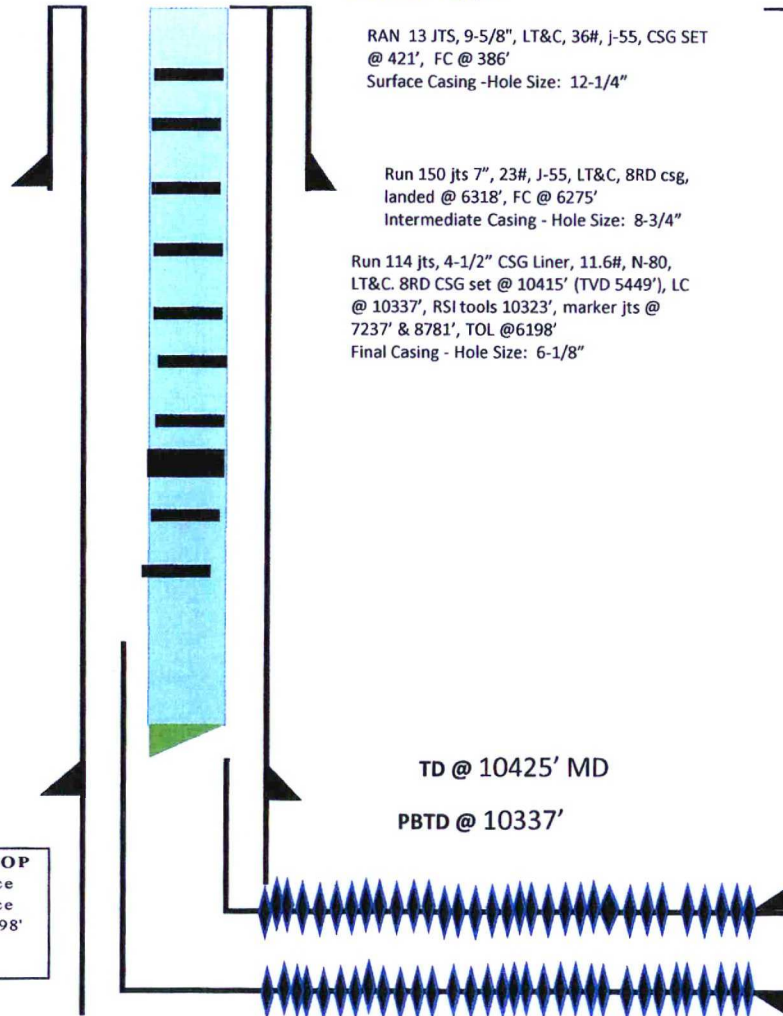 RAN 13 JTS, 9-5/8", LT&C, 36#, j-55, CSG SET
@ 421', FC @ 386'
Surface Casing -Hole Size: 12-1/4"
Run 150 jts 7", 23#, J-55, LT&C, 8RD csg,
landed @ 6318', FC @ 6275'
Intermediate Casing - Hole Size: 8-3/4"
Run 114 jts, 4-1/2" CSG Liner, 11.6#, N-80,
LT&C. 8RD CSG set @ 10415' (TVD 5449'), LC
@ 10337', RSI tools 10323', marker jts @
7237' & 8781', TOL @6198'
Final Casing - Hole Size: 6-1/8"
TD @ 10425' MD
PBTD @ 10337'
OP
98'